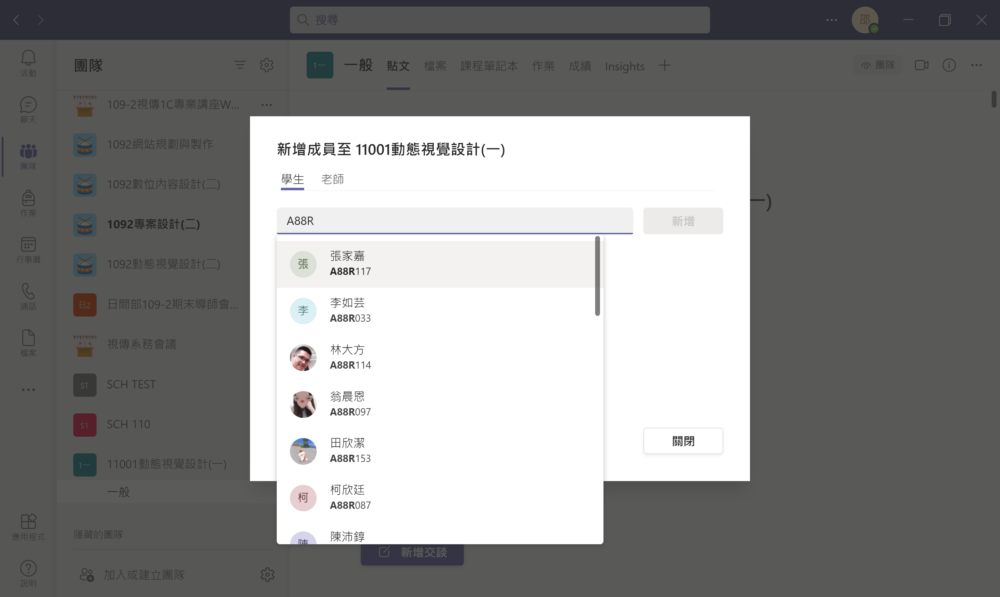 搜尋
邵
活動
聊天
團隊
作業
行事曆
通話
檔案
應用程式
說明
團隊
109-2視傳1C專業講座W...
1092網站規劃與製作
1092數位內容設計(二)
1092專案設計(二)
1092動態視覺設計(二)
日2
日間部109-2期末導師會...
視傳系務會議
ST
SCH TEST
S1
SCH 110
1一
11001動態視覺設計(一)
一般
隱藏的團隊
加入或建立團隊
1一
一般
貼文
檔案
課程筆記本
作業
成績
Insights
團隊
一)
新增成員至 11001動態視覺設計(一)
學生
老師
A88R
新增
張
張家嘉
A88R117
李
李如芸
A88R033
林大方
A88R114
翁晨恩
A88R097
田欣潔
A88R153
柯
柯欣廷
A88R087
陳
陳沛錞
關閉
新增交談